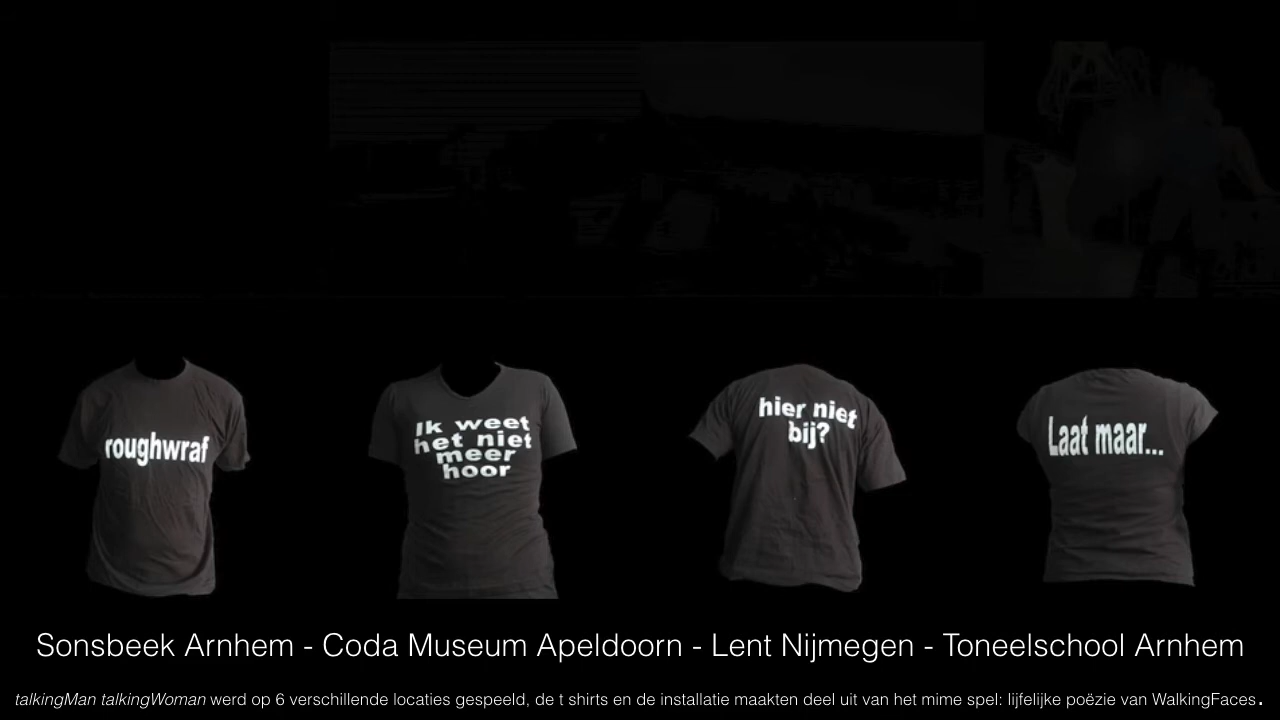 roughwraf
Ik weet
het niet
meer
hoor
hier niet
bij?
Laat maar...
Sonsbeek Arnhem - Coda Museum Apeldoorn - Lent Nijmegen - Toneelschool Arnhem
talkingMan talkingWoman werd op 6 verschillende locaties gespeeld, de t shirts en de installatie maakten deel uit van het mime spel: lijfelijke poëzie van WalkingFaces.